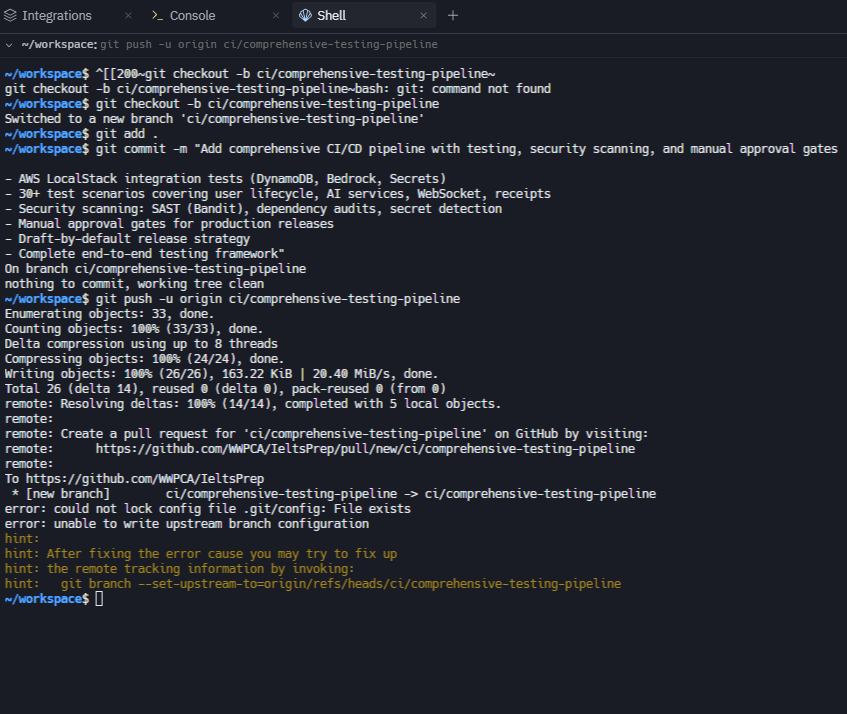 Integrations × Console × Shell × +
~/workspace: git push -u origin ci/comprehensive-testing-pipeline
~/workspace$ ^[[200~git checkout -b ci/comprehensive-testing-pipeline~
git checkout -b ci/comprehensive-testing-pipeline~bash: git: command not found
~/workspace$ git checkout -b ci/comprehensive-testing-pipeline
Switched to a new branch 'ci/comprehensive-testing-pipeline'
~/workspace$ git add .
~/workspace$ git commit -m "Add comprehensive CI/CD pipeline with testing, security scanning, and manual approval gates
- AWS LocalStack integration tests (DynamoDB, Bedrock, Secrets)
- 30+ test scenarios covering user lifecycle, AI services, WebSocket, receipts
- Security scanning: SAST (Bandit), dependency audits, secret detection
- Manual approval gates for production releases
- Draft-by-default release strategy
- Complete end-to-end testing framework"
On branch ci/comprehensive-testing-pipeline
nothing to commit, working tree clean
~/workspace$ git push -u origin ci/comprehensive-testing-pipeline
Enumerating objects: 33, done.
Counting objects: 100% (33/33), done.
Delta compression using up to 8 threads
Compressing objects: 100% (24/24), done.
Writing objects: 100% (26/26), 163.22 KiB | 20.40 MiB/s, done.
Total 26 (delta 14), reused 0 (delta 0), pack-reused 0 (from 0)
remote: Resolving deltas: 100% (14/14), completed with 5 local objects.
remote:
remote: Create a pull request for 'ci/comprehensive-testing-pipeline' on GitHub by visiting:
remote:      https://github.com/WWPCA/IeltsPrep/pull/new/ci/comprehensive-testing-pipeline
remote:
To https://github.com/WWPCA/IeltsPrep
 * [new branch]      ci/comprehensive-testing-pipeline -> ci/comprehensive-testing-pipeline
error: could not lock config file .git/config: File exists
error: unable to write upstream branch configuration
hint:
hint: After fixing the error cause you may try to fix up
hint: the remote tracking information by invoking:
hint:   git branch --set-upstream-to=origin/refs/heads/ci/comprehensive-testing-pipeline
~/workspace$